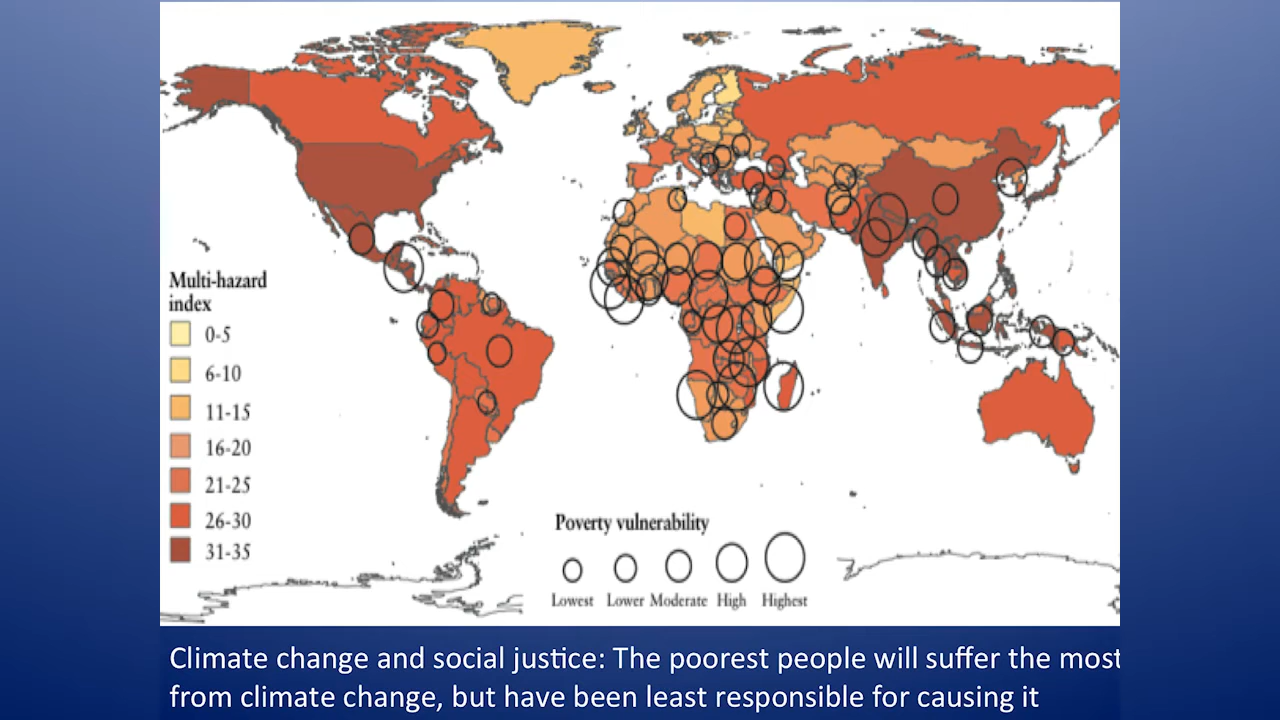 Multi-hazard
index
0-5
6-10
11-15
16-20
21-25
26-30
31-35
Poverty vulnerability
Lowest Lower Moderate High Highest
Climate change and social justice: The poorest people will suffer the most
from climate change, but have been least responsible for causing it